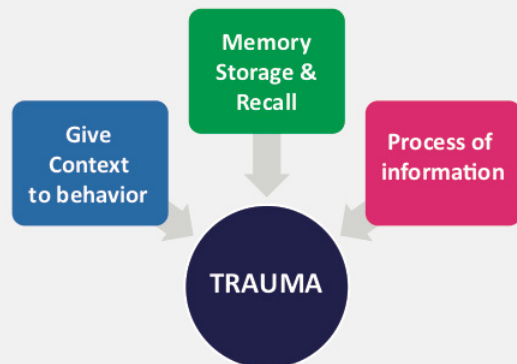 Memory
Storage &
Recall
Give
Context
to behavior
Process of
information
TRAUMA